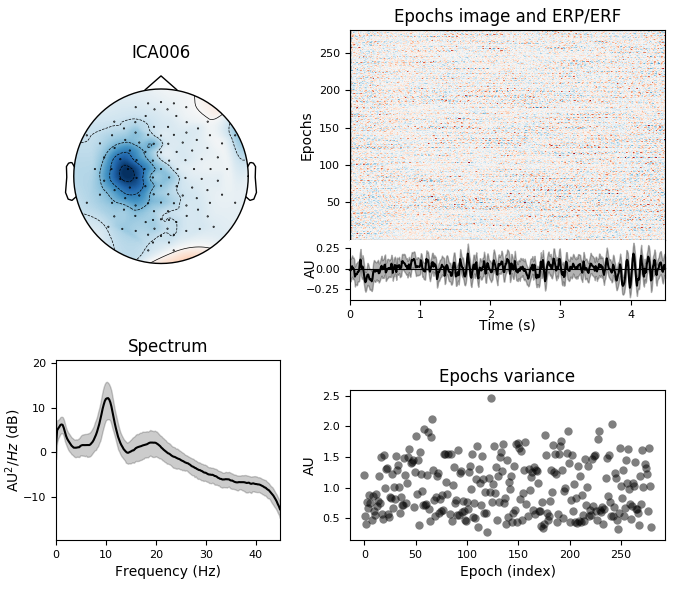 ICA006
Epochs image and ERP/ERF
Epochs
250
200
150
100
50
AU
0.25
0.00
−0.25
0 1 2 3 4
Time (s)
Spectrum
AU²/Hz (dB)
20
10
0
−10
0 10 20 30 40
Frequency (Hz)
Epochs variance
AU
2.5
2.0
1.5
1.0
0.5
0 50 100 150 200 250
Epoch (index)